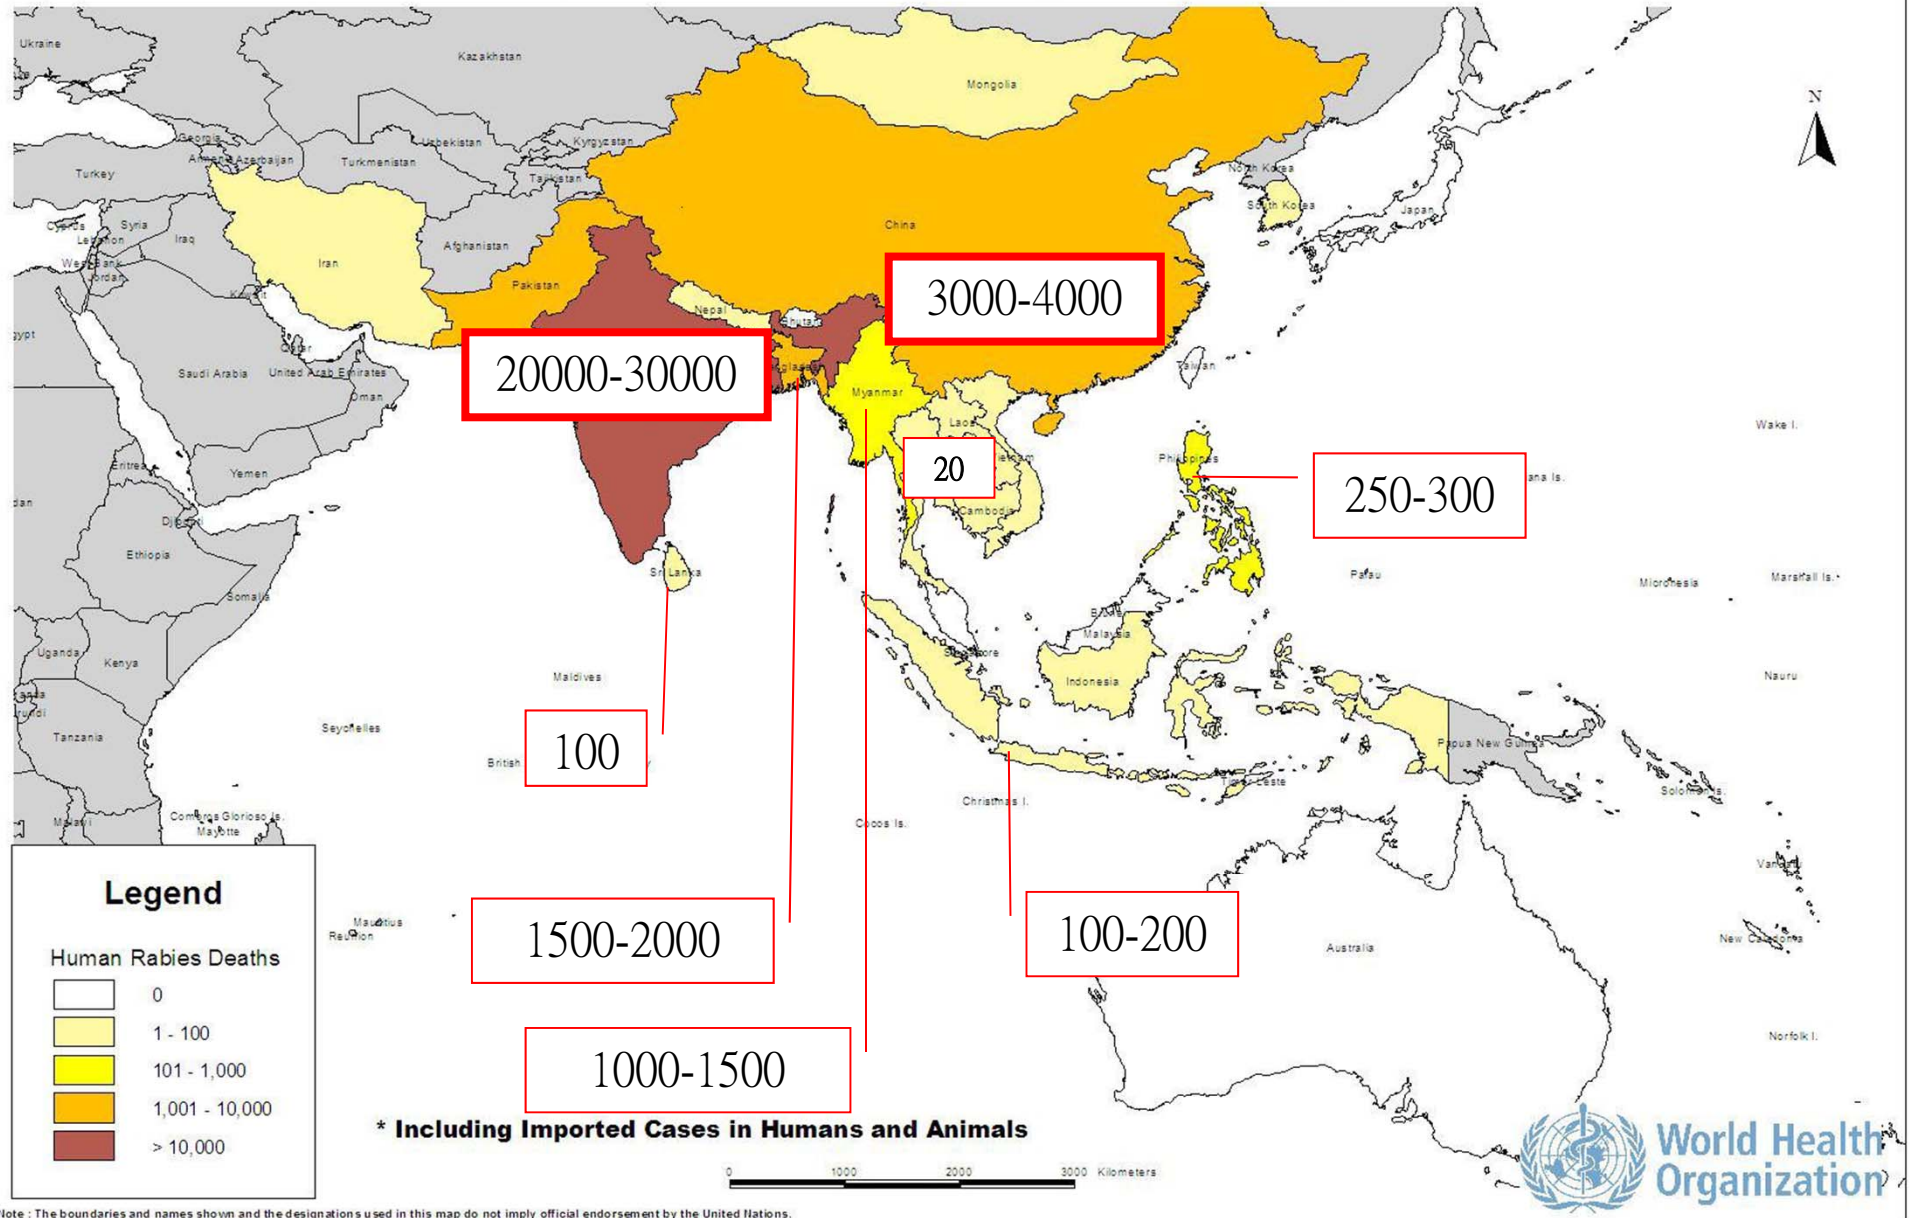 Ukraine
Kazakhstan
Mongolia
N
Georgia
Uzbekistan
Kyrgyzstan
Armenia Azerbaijan
Turkmenistan
Turkey
Tajikistan
North Korea
South Korea
Japan
Cyprus
Syria
Lebanon
Iraq
Afghanistan
China
West Bank
Jordan
Iran
Kuwait
Pakistan
3000-4000
Nepal
Bhutan
Qatar
Saudi Arabia
United Arab Emirates
20000-30000
Taiwan
Oman
Myanmar
Laos
Wake I.
Eritrea
Yemen
20
Philippines
250-300
ana Is.
Djibouti
Cambodia
Ethiopia
Sri Lanka
Palau
Micronesia
Marshall Is.
Somalia
Malaysia
Uganda
Kenya
Singapore
Maldives
Indonesia
Nauru
Seychelles
Tanzania
British
100
Papua New Guinea
Timor Leste
Solomon Is.
Christmas I.
Comoros Glorioso Is.
Malawi
Mayotte
Cocos Is.
Vanuatu
Mauritius
Reunion
1500-2000
100-200
Australia
New Caledonia
Norfolk I.
1000-1500
Legend
Human Rabies Deaths
0
1 - 100
101 - 1,000
1,001 - 10,000
> 10,000
* Including Imported Cases in Humans and Animals
0 1000 2000 3000 Kilometers
World Health
Organization
Note : The boundaries and names shown and the designations used in this map do not imply official endorsement by the United Nations.